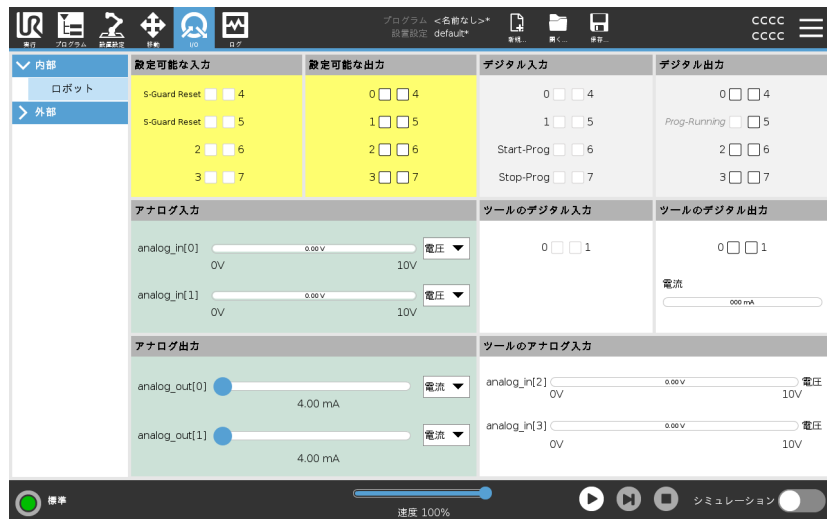 UR
実行 プログラム 設置設定 移動 I/O ログ
プログラム <名前なし>*
設置設定 default*
新規... 開く... 保存...
CCCC
CCCC
内部
ロボット
外部
設定可能な入力
S-Guard Reset 4
S-Guard Reset 5
2 6
3 7
設定可能な出力
0 4
1 5
2 6
3 7
デジタル入力
0 4
1 5
Start-Prog 6
Stop-Prog 7
デジタル出力
0 4
Prog-Running 5
2 6
3 7
アナログ入力
analog_in[0] 0.00 V 電圧
0V 10V
analog_in[1] 0.00 V 電圧
0V 10V
ツールのデジタル入力
0 1
ツールのデジタル出力
0 1
電流
000 mA
アナログ出力
analog_out[0] 電流
4.00 mA
analog_out[1] 電流
4.00 mA
ツールのアナログ入力
analog_in[2] 0.00 V 電圧
0V 10V
analog_in[3] 0.00 V 電圧
0V 10V
標準
速度 100%
シミュレーション